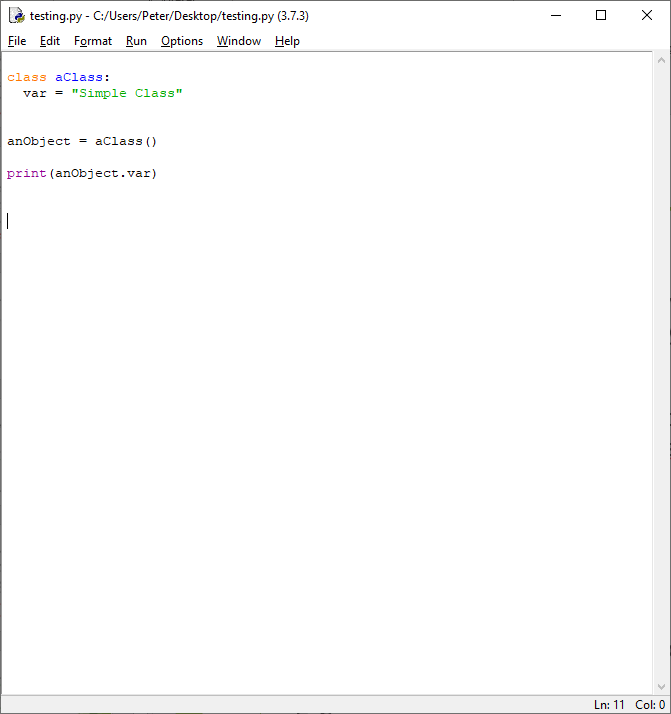 testing.py - C:/Users/Peter/Desktop/testing.py (3.7.3)
File Edit Format Run Options Window Help
class aClass:
  var = "Simple Class"
anObject = aClass()
print(anObject.var)
Ln: 11 Col: 0